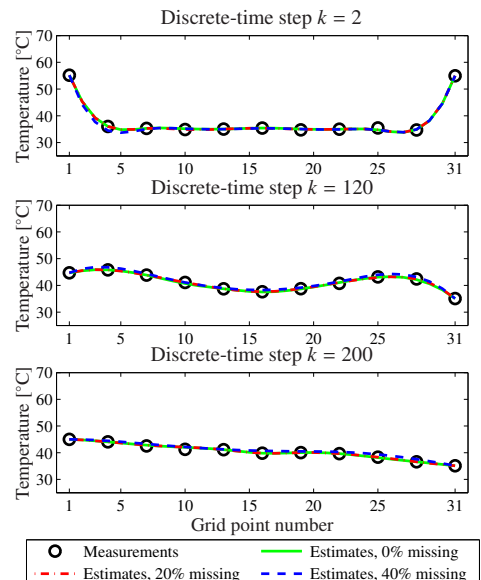 Discrete-time step k = 2
Temperature [°C]
70
60
50
40
30
1 5 10 15 20 25 31
Discrete-time step k = 120
Temperature [°C]
70
60
50
40
30
1 5 10 15 20 25 31
Discrete-time step k = 200
Temperature [°C]
70
60
50
40
30
1 5 10 15 20 25 31
Grid point number
Measurements Estimates, 0% missing
Estimates, 20% missing Estimates, 40% missing